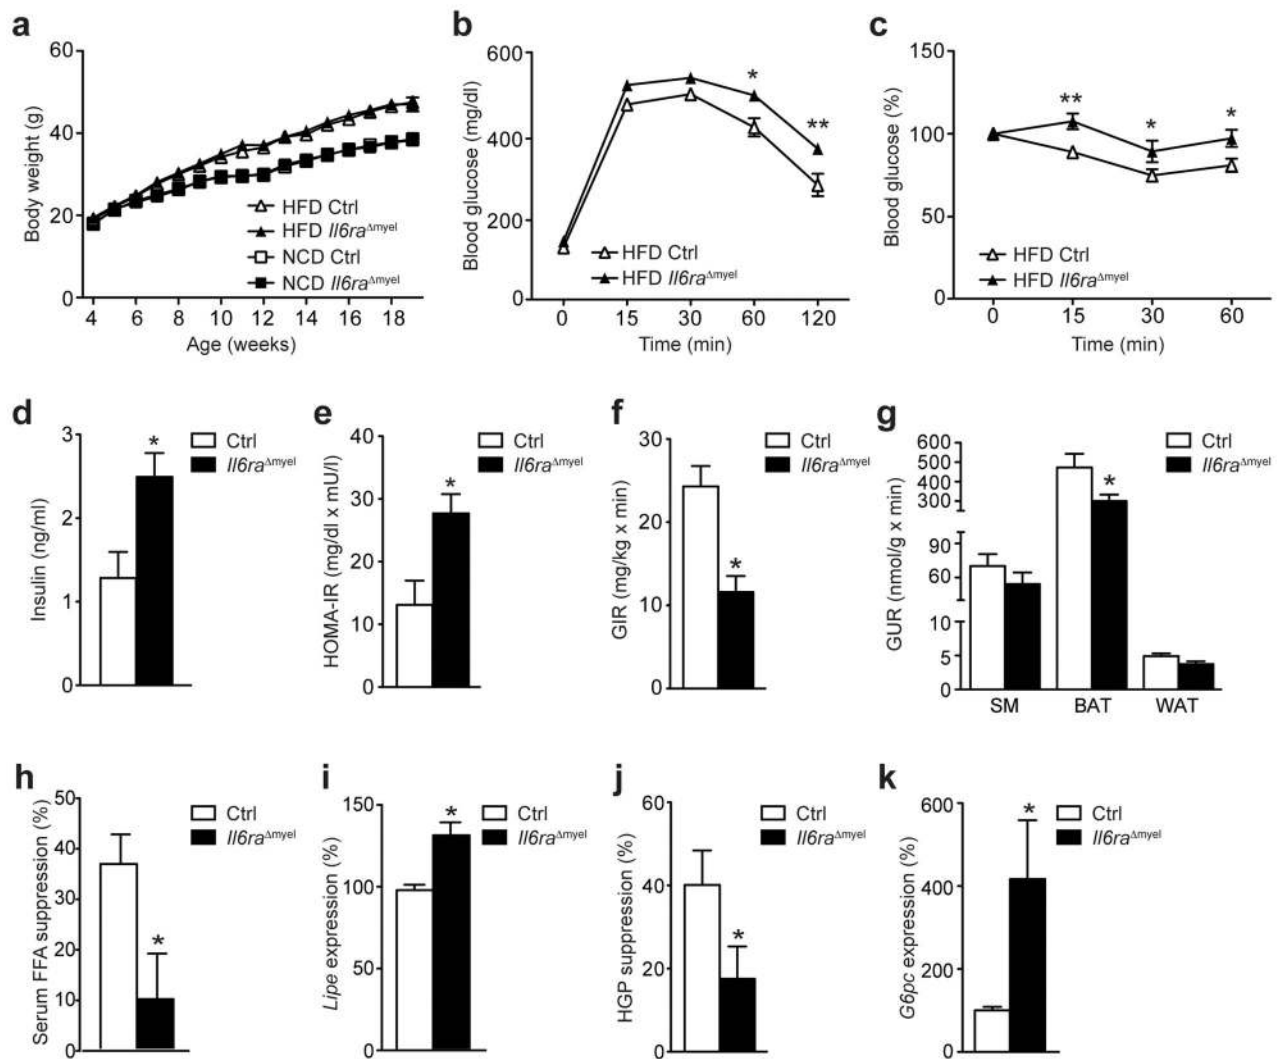 a
Body weight (g)
60
40
20
0
4 6 8 10 12 14 16 18
Age (weeks)
HFD Ctrl
HFD Il6raΔmyel
NCD Ctrl
NCD Il6raΔmyel
b
Blood glucose (mg/dl)
600
400
200
0
0 15 30 60 120
Time (min)
*
**
HFD Ctrl
HFD Il6raΔmyel
c
Blood glucose (%)
150
100
50
0
0 15 30 60
Time (min)
**
*
*
HFD Ctrl
HFD Il6raΔmyel
d
Insulin (ng/ml)
3
2
1
0
*
Ctrl
Il6raΔmyel
e
HOMA-IR (mg/dl x mU/l)
40
30
20
10
0
*
Ctrl
Il6raΔmyel
f
GIR (mg/kg x min)
30
20
10
0
*
Ctrl
Il6raΔmyel
g
GUR (nmol/g x min)
600
500
400
300
90
60
10
5
0
*
SM BAT WAT
Ctrl
Il6raΔmyel
h
Serum FFA suppression (%)
50
40
30
20
10
0
*
Ctrl
Il6raΔmyel
i
Lipe expression (%)
150
100
50
0
*
Ctrl
Il6raΔmyel
j
HGP suppression (%)
60
40
20
0
*
Ctrl
Il6raΔmyel
k
G6pc expression (%)
600
400
200
0
*
Ctrl
Il6raΔmyel